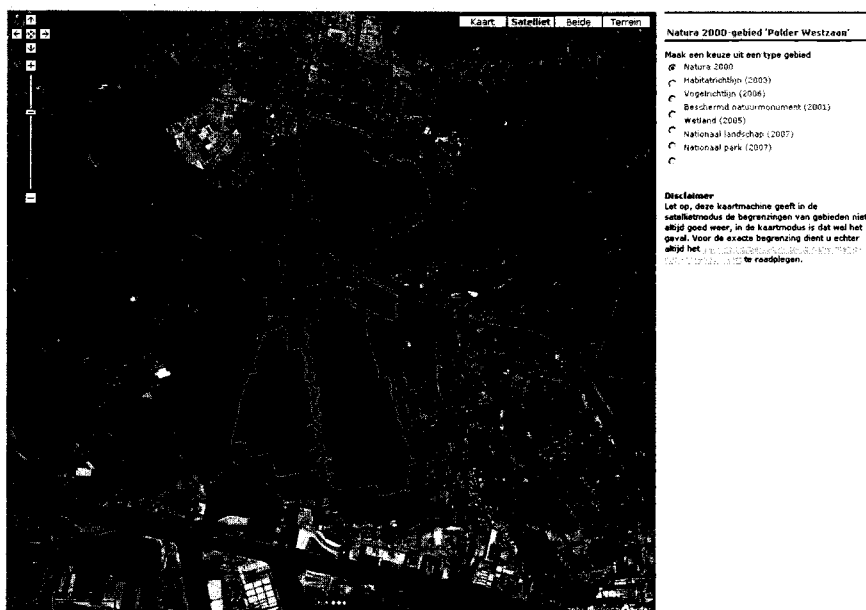 Kaart Satelliet Beide Terrein
Natura 2000-gebied 'Polder Westzaan'
Maak een keuze uit een type gebied
Natura 2000
Habitatrichtlijn (2003)
Vogelrichtlijn (2006)
Beschermd natuurmonument (2001)
Wetland (2005)
Nationaal landschap (2007)
Nationaal park (2007)
Disclaimer
Let op, deze kaartmachine geeft in de
satellietmodus de begrenzingen van gebieden niet
altijd goed weer, in de kaartmodus is dat wel het
geval. Voor de exacte begrenzing dient u echter
altijd het
te raadplegen.